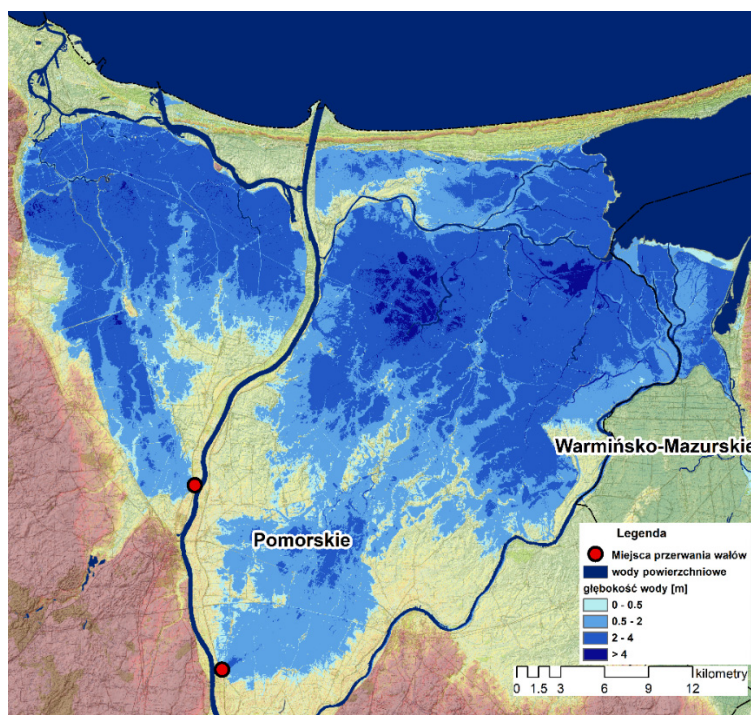 Warmińsko-Mazurskie
Pomorskie
Legenda
Miejsca przerwania wałów
wody powierzchniowe
głębokość wody [m]
0 - 0.5
0.5 - 2
2 - 4
> 4
kilometry
0 1.5 3 6 9 12